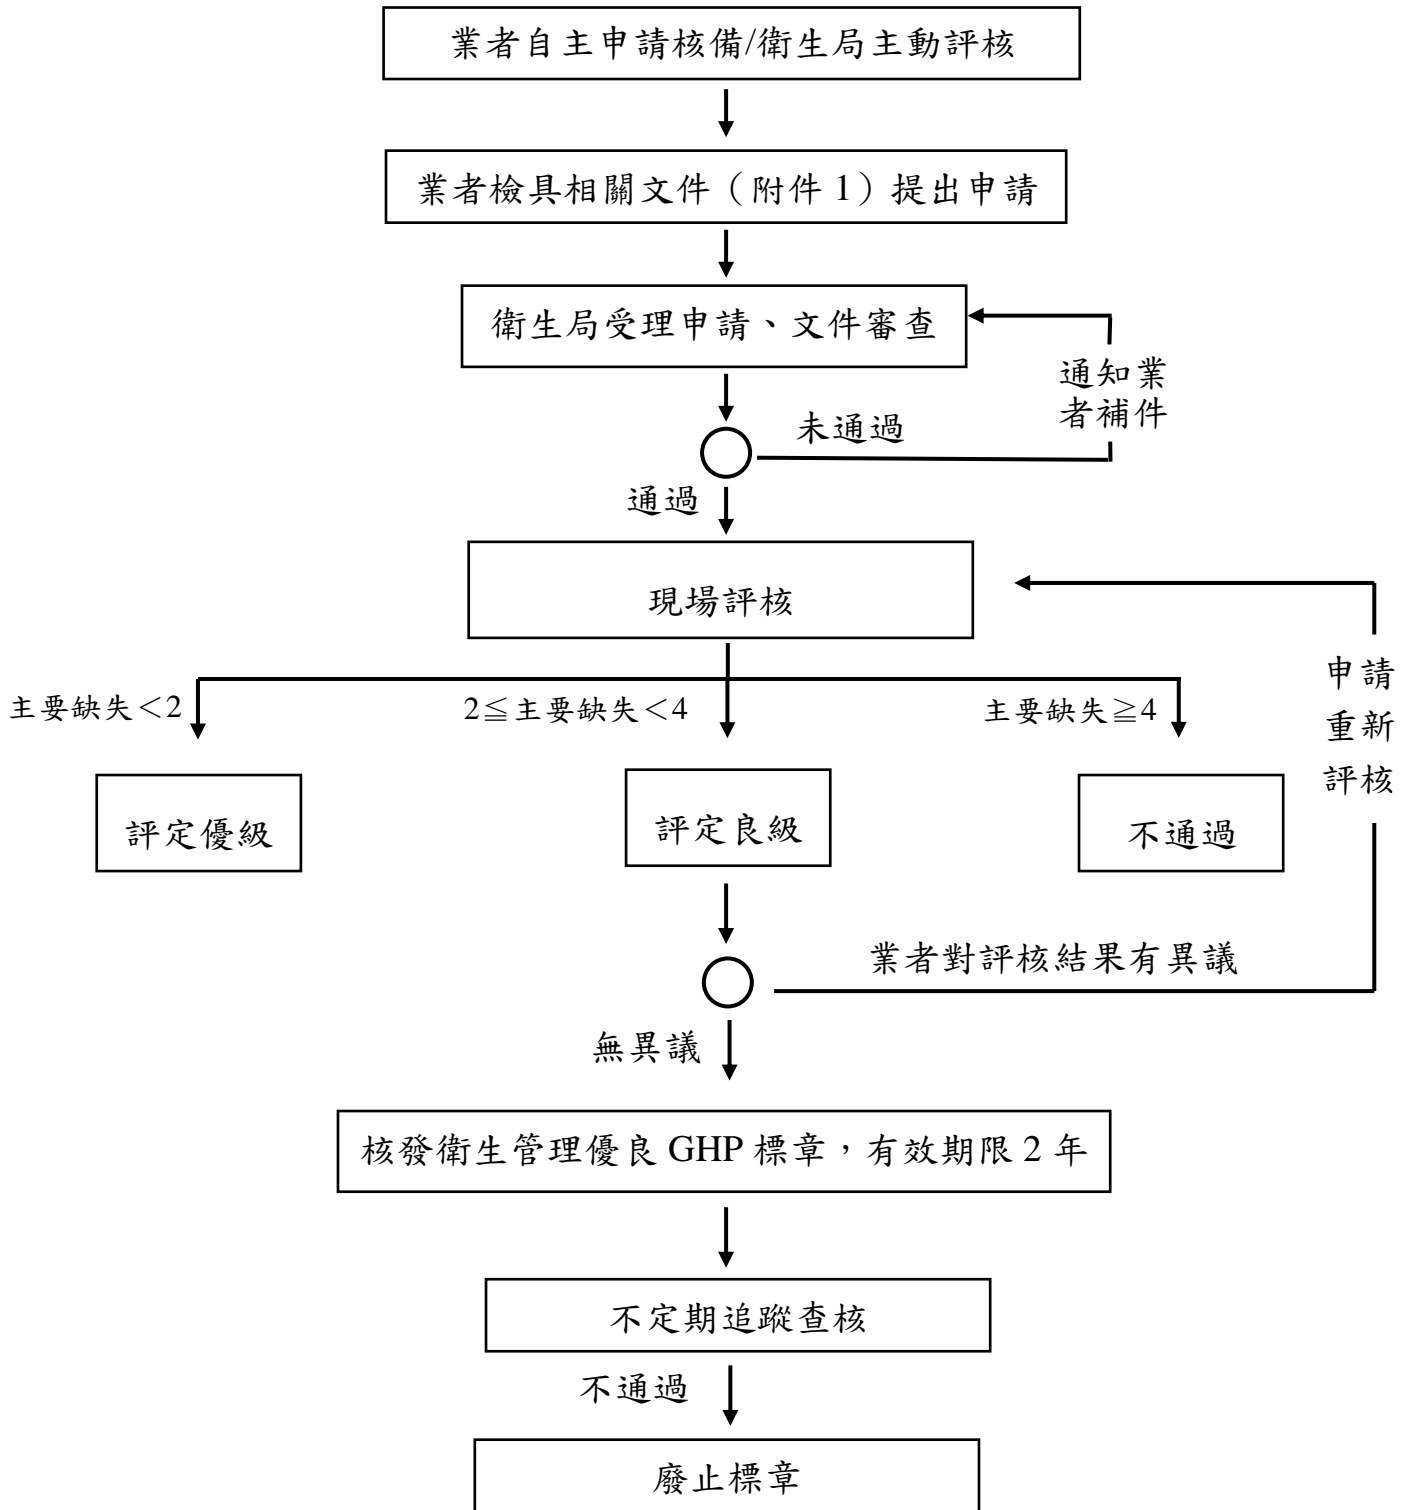 業者自主申請核備/衛生局主動評核
業者檢具相關文件（附件 1）提出申請
衛生局受理申請、文件審查
通知業
者補件
未通過
通過
現場評核
主要缺失＜2
2≦主要缺失＜4
主要缺失≧4
申請
重新
評核
評定優級
評定良級
不通過
業者對評核結果有異議
無異議
核發衛生管理優良 GHP 標章，有效期限 2 年
不定期追蹤查核
不通過
廢止標章